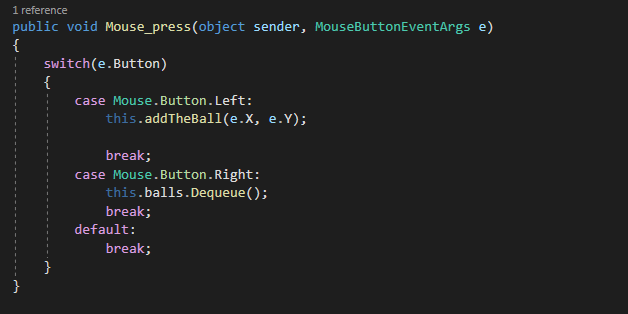 1 reference
public void Mouse_press(object sender, MouseButtonEventArgs e)
{
switch(e.Button)
{
case Mouse.Button.Left:
this.addTheBall(e.X, e.Y);
break;
case Mouse.Button.Right:
this.balls.Dequeue();
break;
default:
break;
}
}